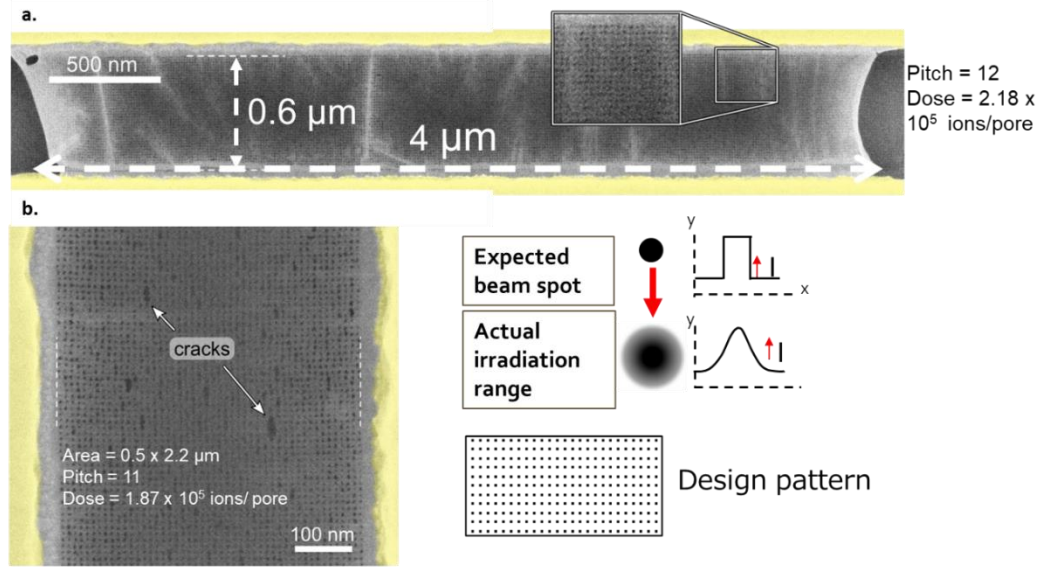 a.
500 nm
0.6 µm
4 µm
Pitch = 12
Dose = 2.18 x
10⁵ ions/pore
b.
cracks
Area = 0.5 x 2.2 µm
Pitch = 11
Dose = 1.87 x 10⁵ ions/ pore
100 nm
Expected
beam spot
y
I
x
Actual
irradiation
range
y
I
Design pattern